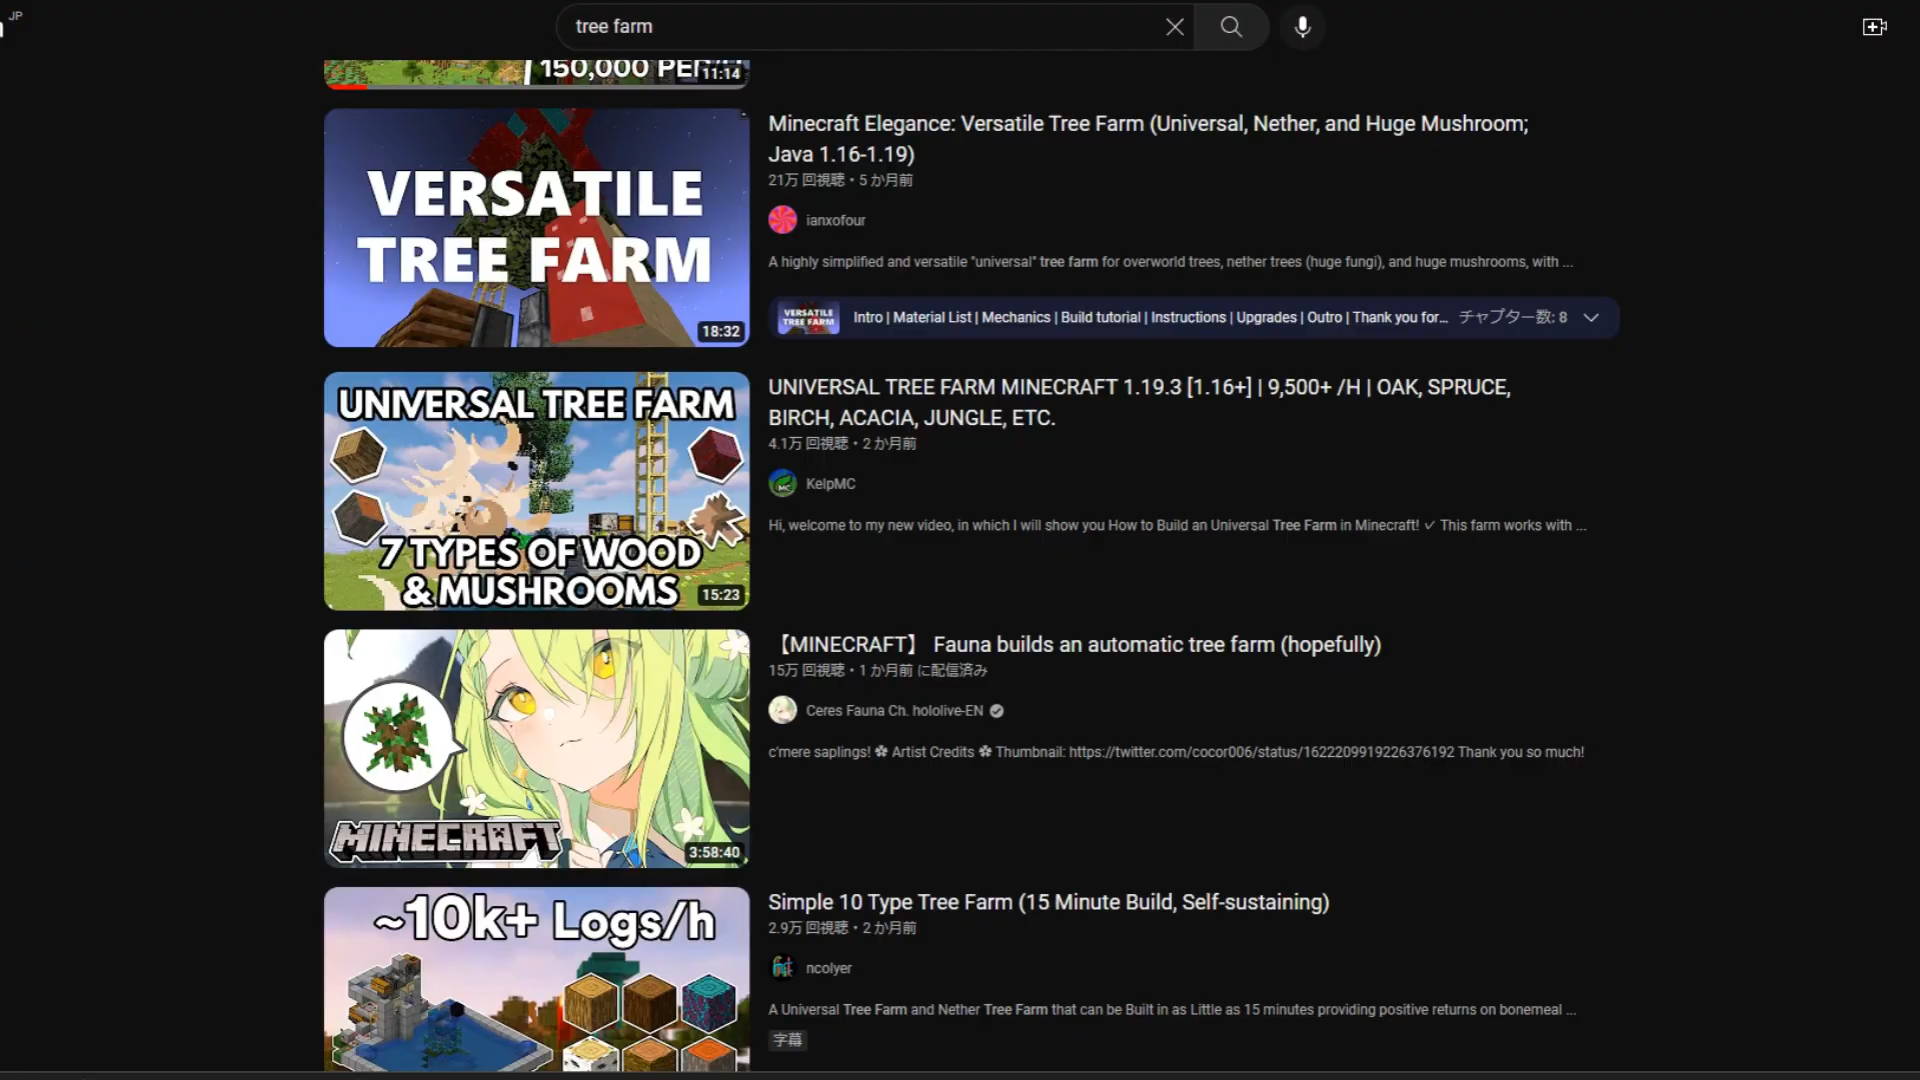 JP
tree farm
150,000 PER/H
11:14
VERSATILE
TREE FARM
18:32
Minecraft Elegance: Versatile Tree Farm (Universal, Nether, and Huge Mushroom;
Java 1.16-1.19)
21万 回視聴・5 か月前
ianxofour
A highly simplified and versatile "universal" tree farm for overworld trees, nether trees (huge fungi), and huge mushrooms, with ...
VERSATILE
TREE FARM
Intro | Material List | Mechanics | Build tutorial | Instructions | Upgrades | Outro | Thank you for... チャプター数: 8
UNIVERSAL TREE FARM
7 TYPES OF WOOD
& MUSHROOMS
15:23
UNIVERSAL TREE FARM MINECRAFT 1.19.3 [1.16+] | 9,500+ /H | OAK, SPRUCE,
BIRCH, ACACIA, JUNGLE, ETC.
4.1万 回視聴・2 か月前
MC
KelpMC
Hi, welcome to my new video, in which I will show you How to Build an Universal Tree Farm in Minecraft! ✓ This farm works with ...
MINECRAFT
3:58:40
【MINECRAFT】 Fauna builds an automatic tree farm (hopefully)
15万 回視聴・1 か月前 に配信済み
Ceres Fauna Ch. hololive-EN
c'mere saplings! ✽ Artist Credits ✽ Thumbnail: https://twitter.com/cocor006/status/1622209919226376192 Thank you so much!
~10k+ Logs/h
Simple 10 Type Tree Farm (15 Minute Build, Self-sustaining)
2.9万 回視聴・2 か月前
ncolyer
A Universal Tree Farm and Nether Tree Farm that can be Built in as Little as 15 minutes providing positive returns on bonemeal ...
字幕